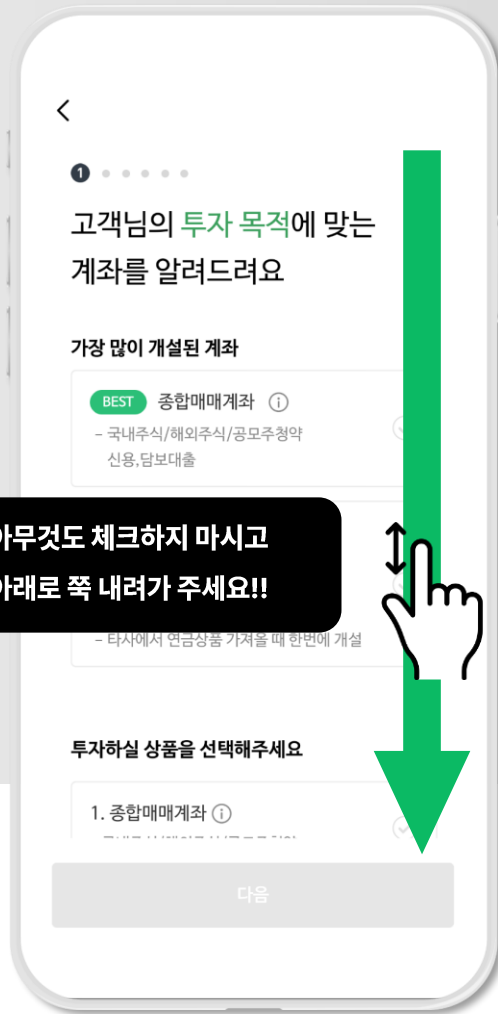 1
고객님의 투자 목적에 맞는
계좌를 알려드려요
가장 많이 개설된 계좌
BEST 종합매매계좌
- 국내주식/해외주식/공모주청약
신용,담보대출
아무것도 체크하지 마시고
아래로 쭉 내려가 주세요!!
- 타사에서 연금상품 가져올 때 한번에 개설
투자하실 상품을 선택해주세요
1. 종합매매계좌
다음